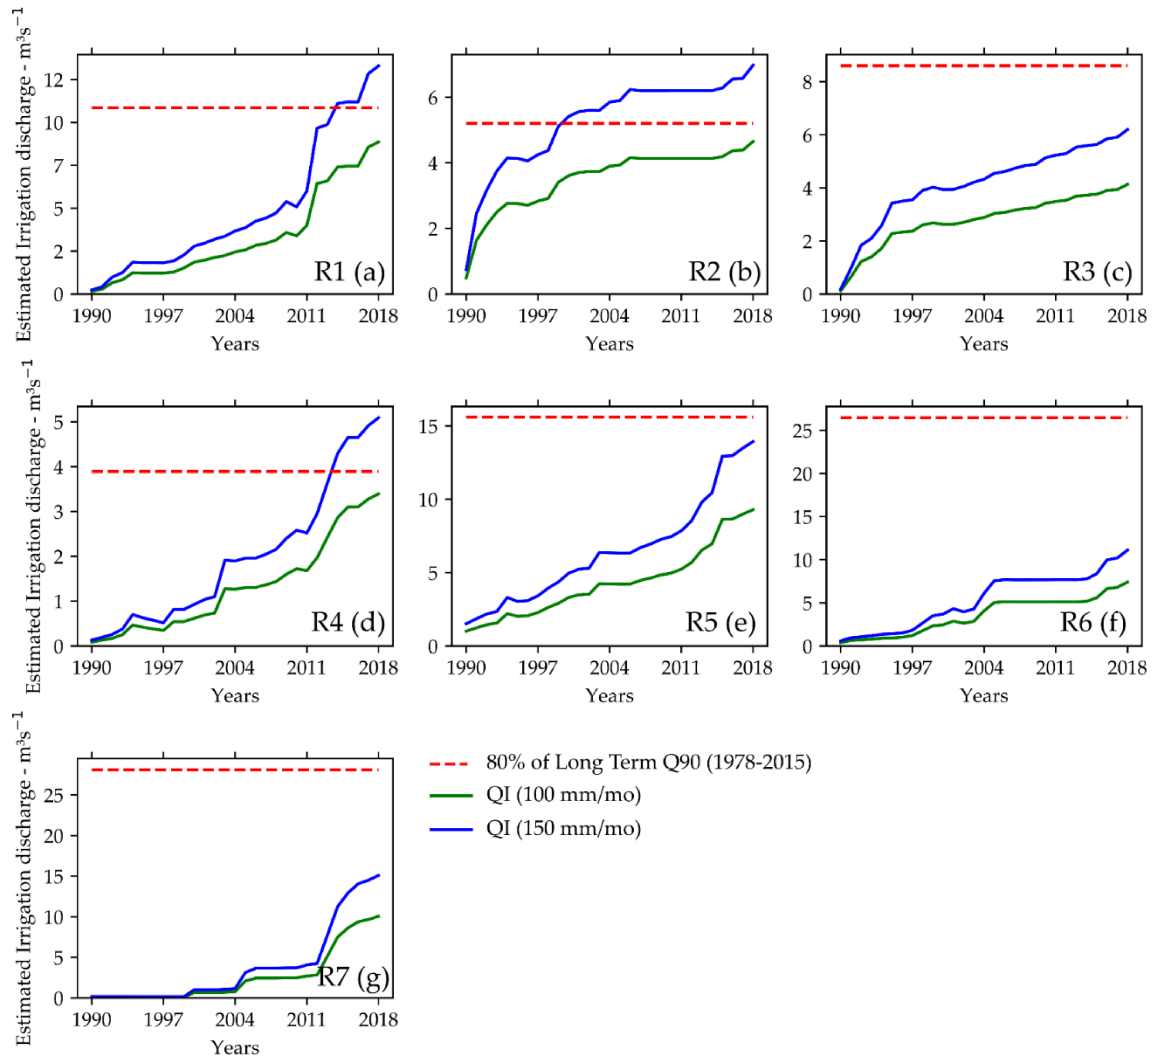 Estimated Irrigation discharge - m³s⁻¹
12
10
7
5
2
0
R1 (a)
1990 1997 2004 2011 2018
Years
6
4
2
0
R2 (b)
1990 1997 2004 2011 2018
Years
8
6
4
2
0
R3 (c)
1990 1997 2004 2011 2018
Years
Estimated Irrigation discharge - m³s⁻¹
5
4
3
2
1
0
R4 (d)
1990 1997 2004 2011 2018
Years
15
10
5
0
R5 (e)
1990 1997 2004 2011 2018
Years
25
20
15
10
5
0
R6 (f)
1990 1997 2004 2011 2018
Years
Estimated Irrigation discharge - m³s⁻¹
25
20
15
10
5
0
R7 (g)
1990 1997 2004 2011 2018
Years
80% of Long Term Q90 (1978-2015)
QI (100 mm/mo)
QI (150 mm/mo)